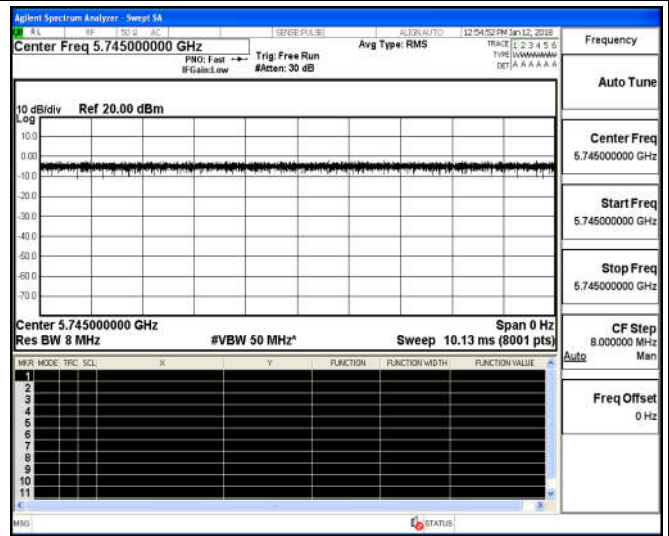 Agilent Spectrum Analyzer - Swept SA
RL RF 50 Ω AC SENSE:PULSE ALIGN AUTO 12:54:52 PM Jan 12, 2018
Center Freq 5.745000000 GHz
PNO: Fast
IFGain:Low
Trig: Free Run
#Atten: 30 dB
Avg Type: RMS
TRACE 1 2 3 4 5 6
TYPE
DET A A A A A A
10 dB/div Ref 20.00 dBm
Log
10.0
0.00
-10.0
-20.0
-30.0
-40.0
-50.0
-60.0
-70.0
Center 5.745000000 GHz Span 0 Hz
Res BW 8 MHz #VBW 50 MHz* Sweep 10.13 ms (8001 pts)
MKR MODE TRC SCL X Y FUNCTION FUNCTION WIDTH FUNCTION VALUE
1
2
3
4
5
6
7
8
9
10
11
MSG STATUS
Frequency
Auto Tune
Center Freq
5.745000000 GHz
Start Freq
5.745000000 GHz
Stop Freq
5.745000000 GHz
CF Step
8.000000 MHz
Auto Man
Freq Offset
0 Hz